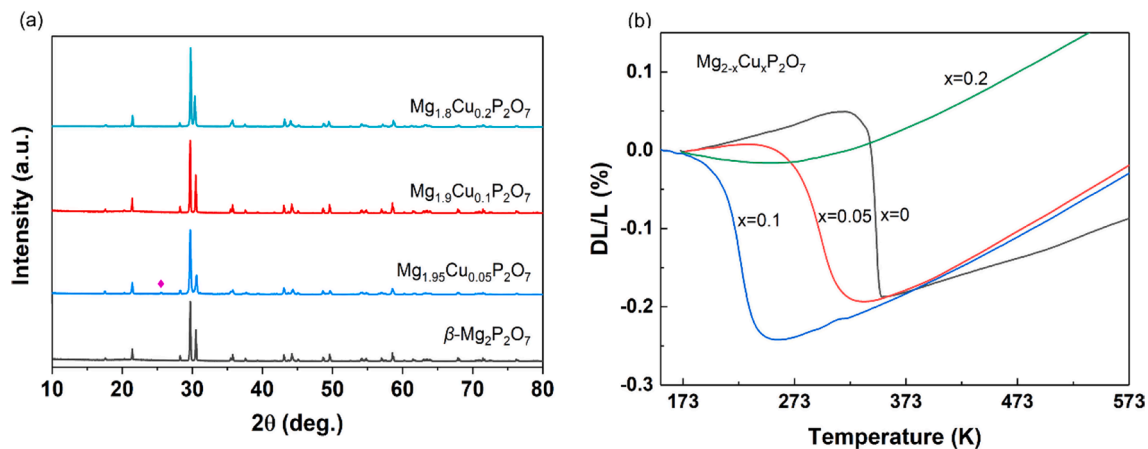 (a)
Intensity (a.u.)
Mg₁.₈Cu₀.₂P₂O₇
Mg₁.₉Cu₀.₁P₂O₇
Mg₁.₉₅Cu₀.₀₅P₂O₇
β-Mg₂P₂O₇
10 20 30 40 50 60 70 80
2θ (deg.)
(b)
DL/L (%)
0.1
0.0
-0.1
-0.2
-0.3
Mg₂₋ₓCuₓP₂O₇
x=0.2
x=0.1
x=0.05
x=0
173 273 373 473 573
Temperature (K)